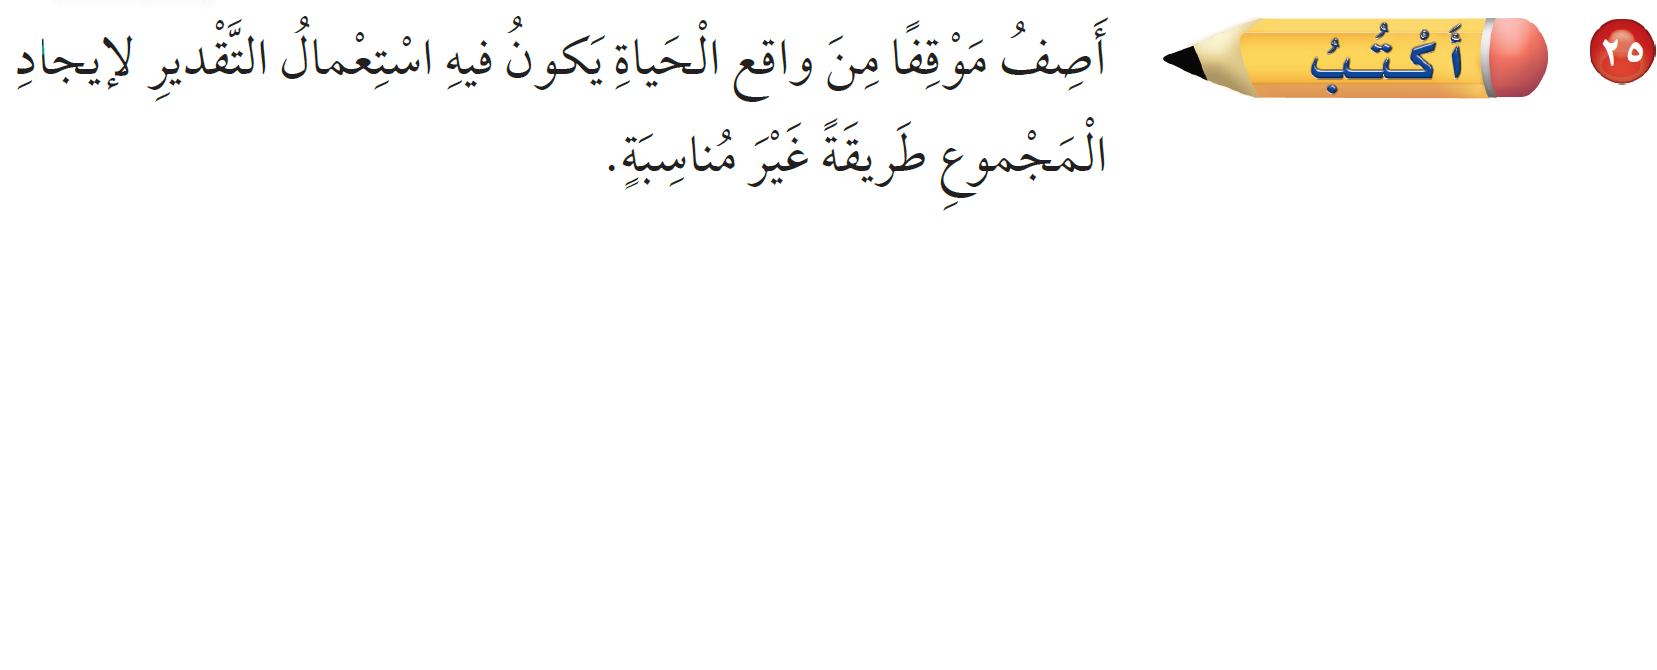 ٢٥ أَكْتُبُ أَصِفُ مَوْقِفًا مِنَ واقع الْحَياةِ يَكونُ فيهِ اسْتِعْمالُ التَّقْديرِ لإيجادِ
الْمَجْموعِ طَريقَةً غَيْرَ مُناسِبَةٍ.